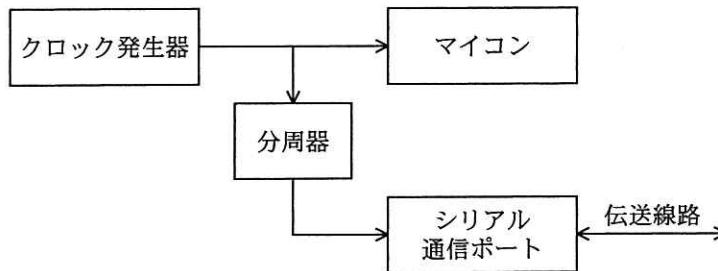 クロック発生器
マイコン
分周器
シリアル
通信ポート
伝送線路